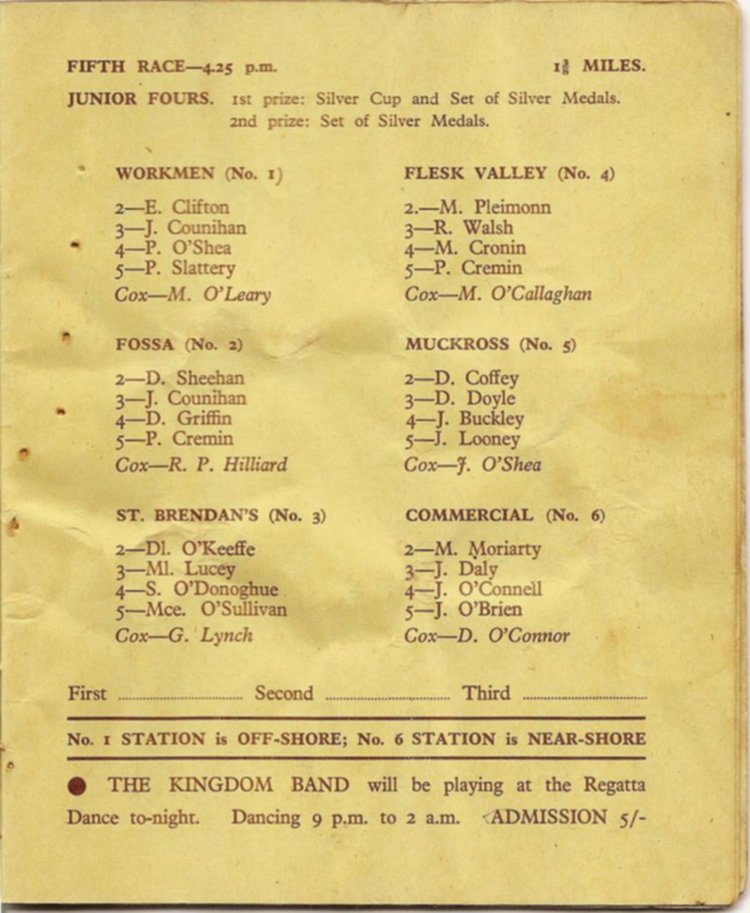 FIFTH RACE—4.25 p.m. 1⅜ MILES.
JUNIOR FOURS. 1st prize: Silver Cup and Set of Silver Medals.
2nd prize: Set of Silver Medals.
WORKMEN (No. 1)
2—E. Clifton
3—J. Counihan
4—P. O'Shea
5—P. Slattery
Cox—M. O'Leary
FLESK VALLEY (No. 4)
2.—M. Pleimonn
3—R. Walsh
4—M. Cronin
5—P. Cremin
Cox—M. O'Callaghan
FOSSA (No. 2)
2—D. Sheehan
3—J. Counihan
4—D. Griffin
5—P. Cremin
Cox—R. P. Hilliard
MUCKROSS (No. 5)
2—D. Coffey
3—D. Doyle
4—J. Buckley
5—J. Looney
Cox—J. O'Shea
ST. BRENDAN'S (No. 3)
2—Dl. O'Keeffe
3—Ml. Lucey
4—S. O'Donoghue
5—Mce. O'Sullivan
Cox—G. Lynch
COMMERCIAL (No. 6)
2—M. Moriarty
3—J. Daly
4—J. O'Connell
5—J. O'Brien
Cox—D. O'Connor
First ........................ Second ........................ Third ........................
No. 1 STATION is OFF-SHORE; No. 6 STATION is NEAR-SHORE
● THE KINGDOM BAND will be playing at the Regatta
Dance to-night. Dancing 9 p.m. to 2 a.m. ADMISSION 5/-